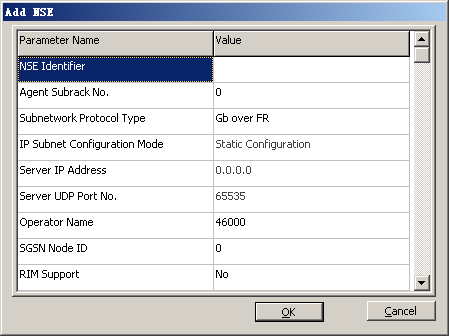 Add NSE
Parameter Name Value
NSE Identifier
Agent Subrack No. 0
Subnetwork Protocol Type Gb over FR
IP Subnet Configuration Mode Static Configuration
Server IP Address 0.0.0.0
Server UDP Port No. 65535
Operator Name 46000
SGSN Node ID 0
RIM Support No
OK Cancel